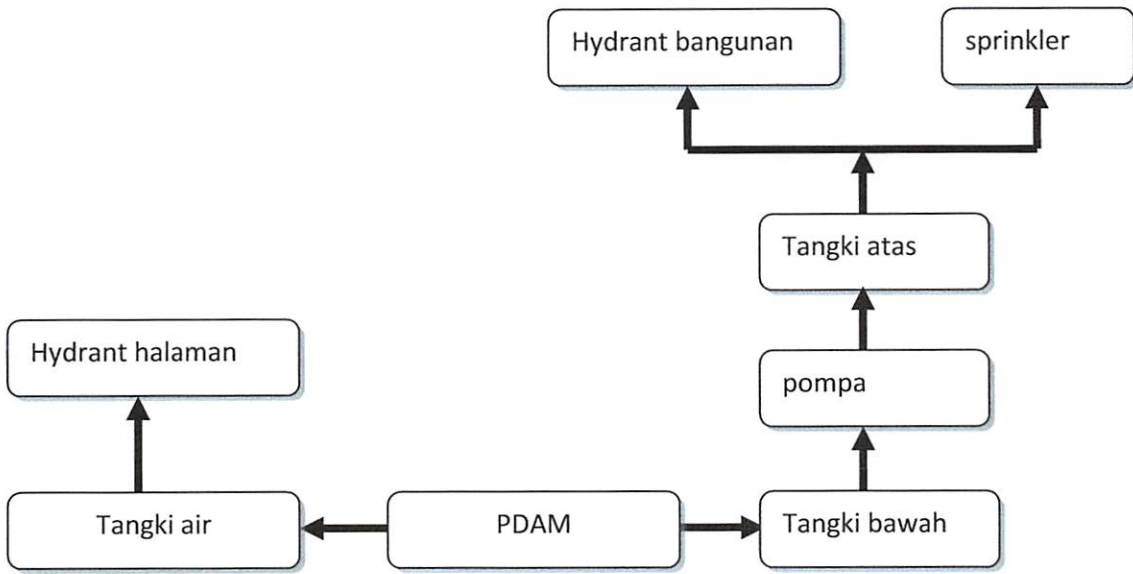 Hydrant bangunan
sprinkler
Tangki atas
Hydrant halaman
pompa
Tangki air
PDAM
Tangki bawah